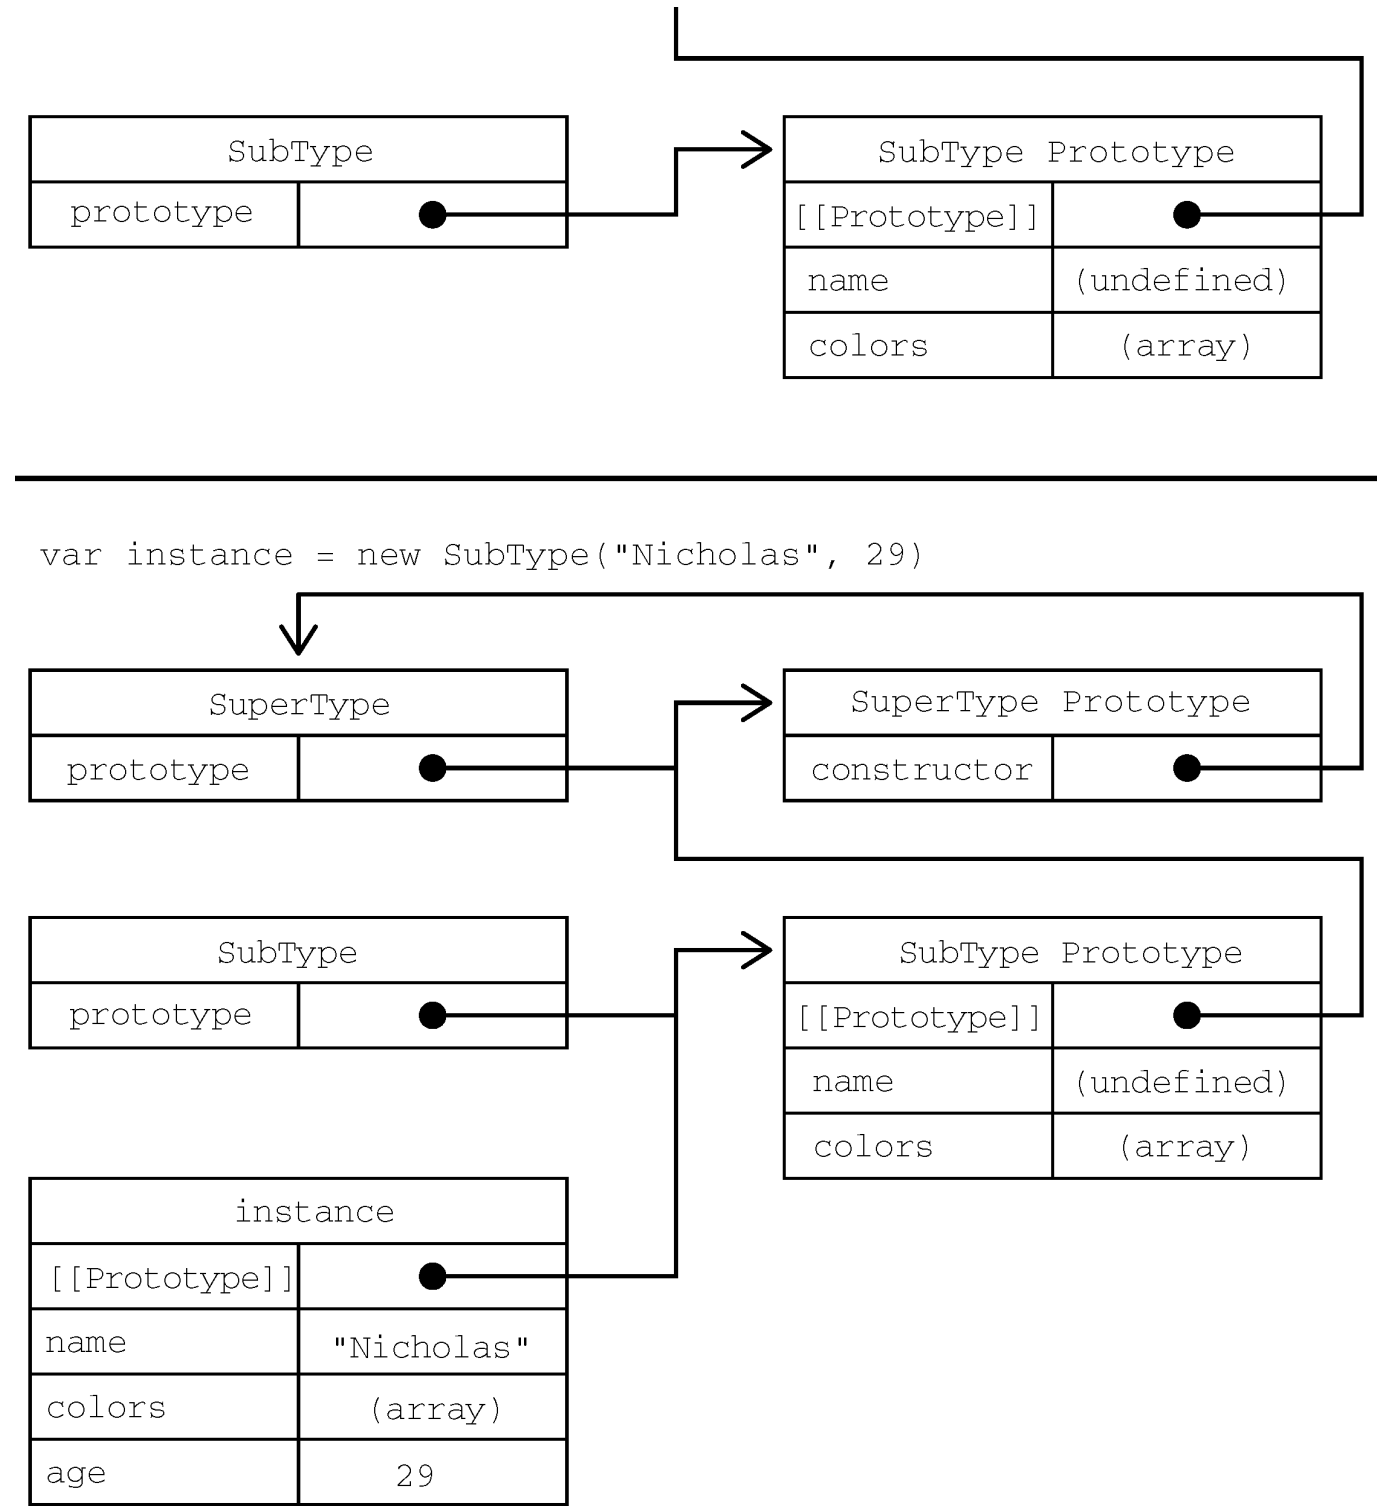 SubType
SubType Prototype
prototype
[[Prototype]]
name
(undefined)
colors
(array)
var instance = new SubType("Nicholas", 29)
SuperType
SuperType Prototype
prototype
constructor
SubType
SubType Prototype
prototype
[[Prototype]]
name
(undefined)
colors
(array)
instance
[[Prototype]]
name
"Nicholas"
colors
(array)
age
29